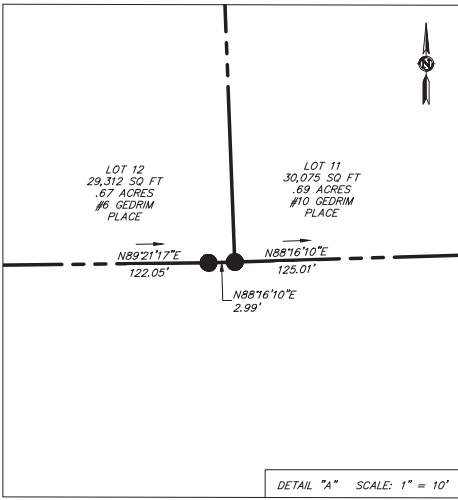 N
LOT 12
29,312 SQ FT
.67 ACRES
#6 GEDRIM
PLACE
LOT 11
30,075 SQ FT
.69 ACRES
#10 GEDRIM
PLACE
N89°21'17"E
122.05'
N88°16'10"E
125.01'
N88°16'10"E
2.99'
DETAIL "A" SCALE: 1" = 10'